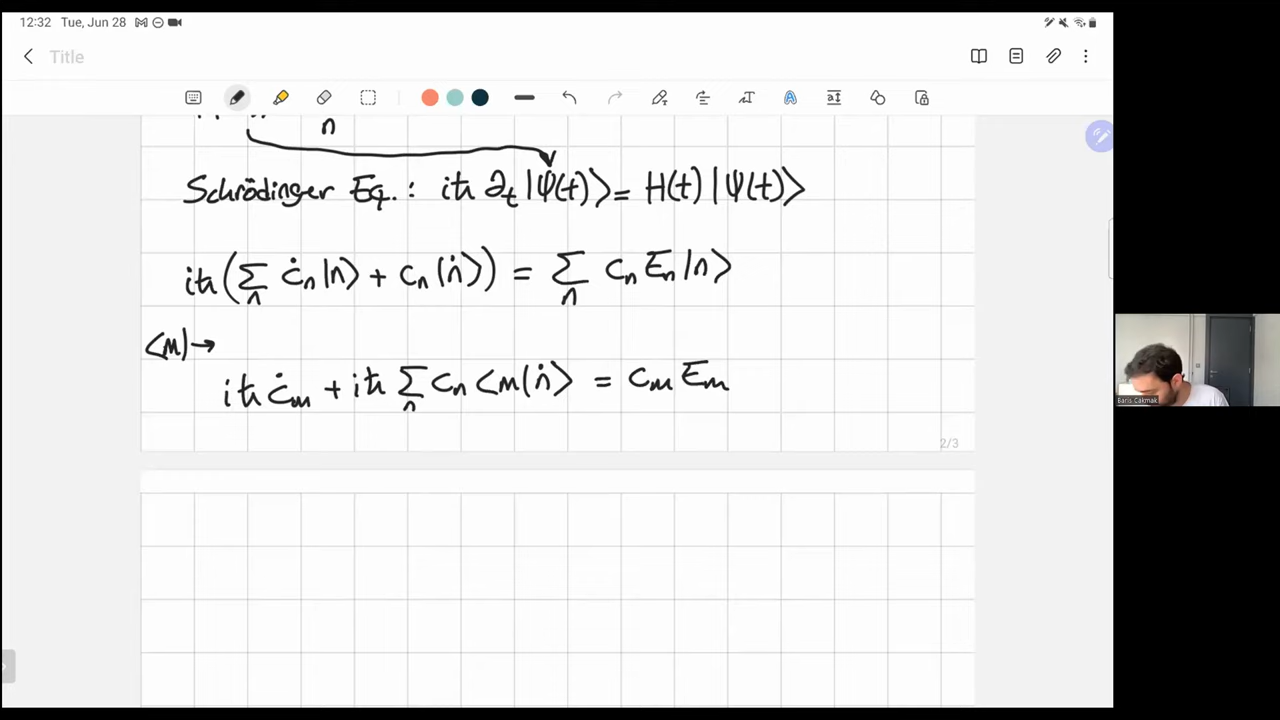 12:32 Tue, Jun 28
Title
n
Schrödinger Eq. : iħ ∂t |ψ(t)⟩ = H(t) |ψ(t)⟩
iħ (∑n ċn |n⟩ + cn |ṅ⟩) = ∑n cn En |n⟩
⟨m| →
iħ ċm + iħ ∑n cn ⟨m|ṅ⟩ = cm Em
Baris Cakmak
2/3